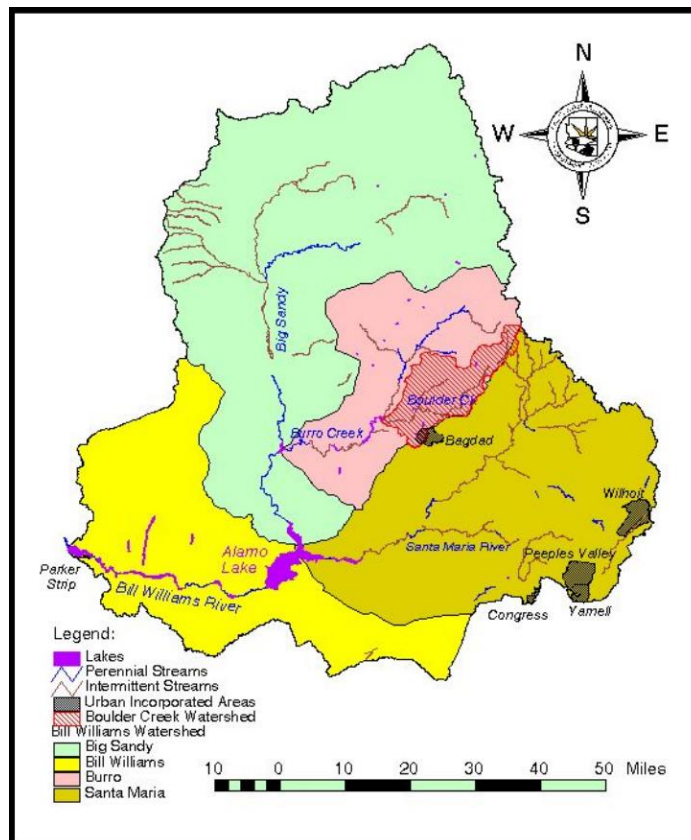 N
W E
S
Big Sandy
Boulder Ck
Burro Creek
Bagdad
Wilhoit
Santa Maria River
Peeples Valley
Alamo
Lake
Parker
Strip
Bill Williams River
Congress
Yarnell
Legend:
Lakes
Perennial Streams
Intermittent Streams
Urban Incorporated Areas
Boulder Creek Watershed
Bill Williams Watershed
Big Sandy
Bill Williams
Burro
Santa Maria
10 0 10 20 30 40 50 Miles